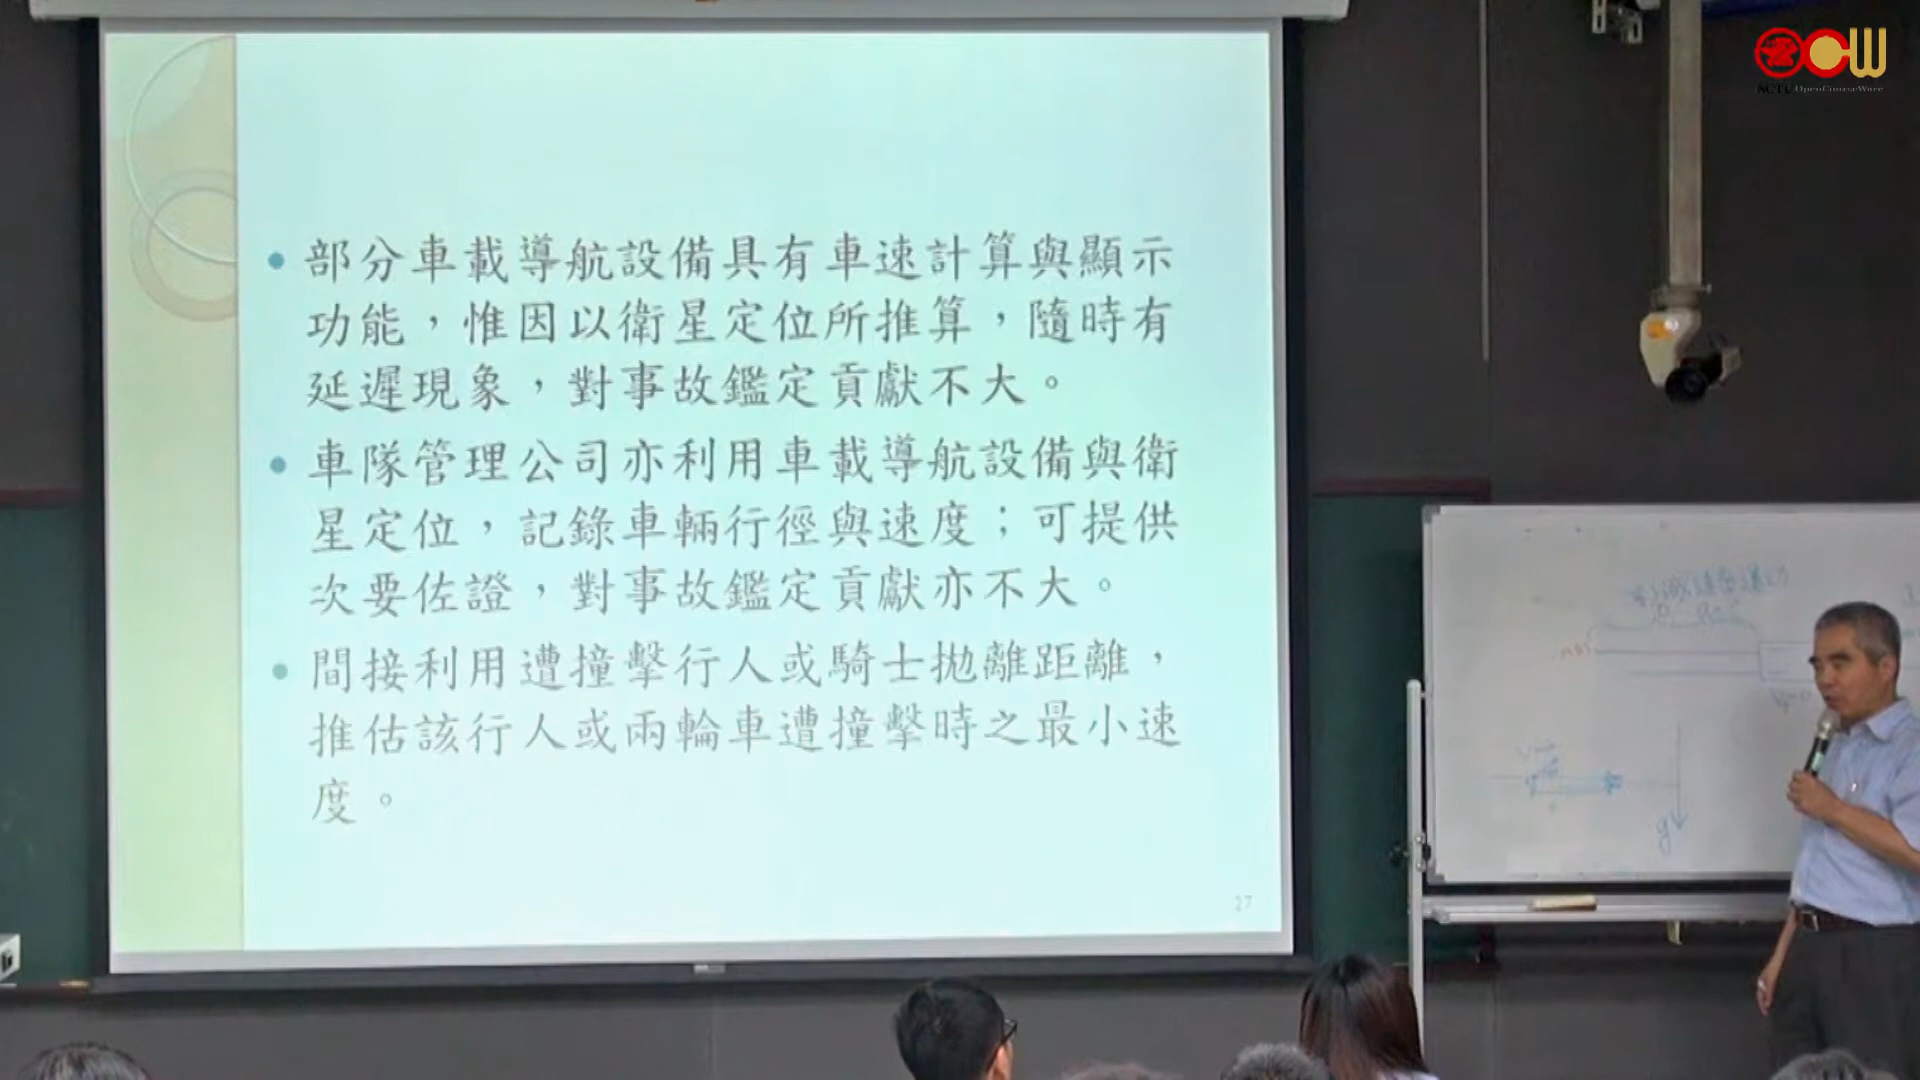 部分車載導航設備具有車速計算與顯示
功能，惟因以衛星定位所推算，隨時有
延遲現象，對事故鑑定貢獻不大。
車隊管理公司亦利用車載導航設備與衛
星定位，記錄車輛行徑與速度；可提供
次要佐證，對事故鑑定貢獻亦不大。
間接利用遭撞擊行人或騎士拋離距離，
推估該行人或兩輪車遭撞擊時之最小速
度。
27
NCTU OpenCourseWare
g